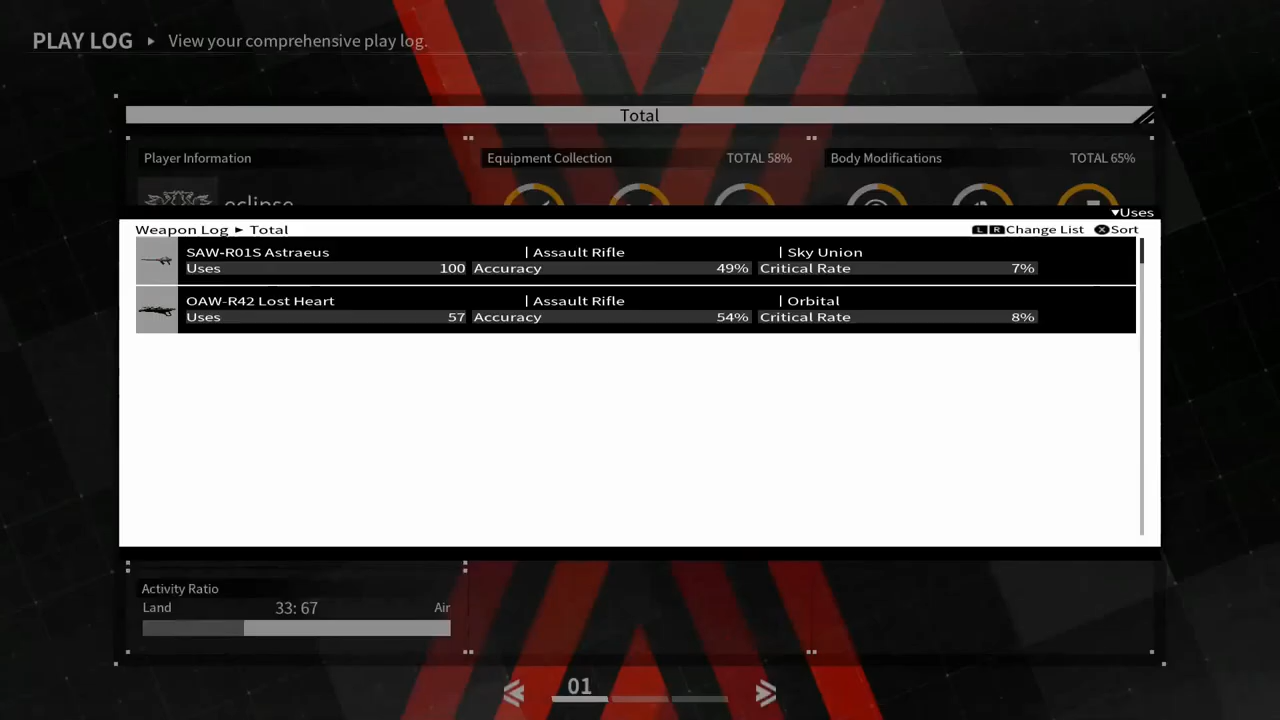 PLAY LOG ▸ View your comprehensive play log.
Total
Player Information
Equipment Collection TOTAL 58%
Body Modifications TOTAL 65%
eclipse
▼Uses
Weapon Log ▸ Total
L R Change List X Sort
SAW-R01S Astraeus | Assault Rifle | Sky Union
Uses 100 Accuracy 49% Critical Rate 7%
OAW-R42 Lost Heart | Assault Rifle | Orbital
Uses 57 Accuracy 54% Critical Rate 8%
Activity Ratio
Land 33: 67 Air
01